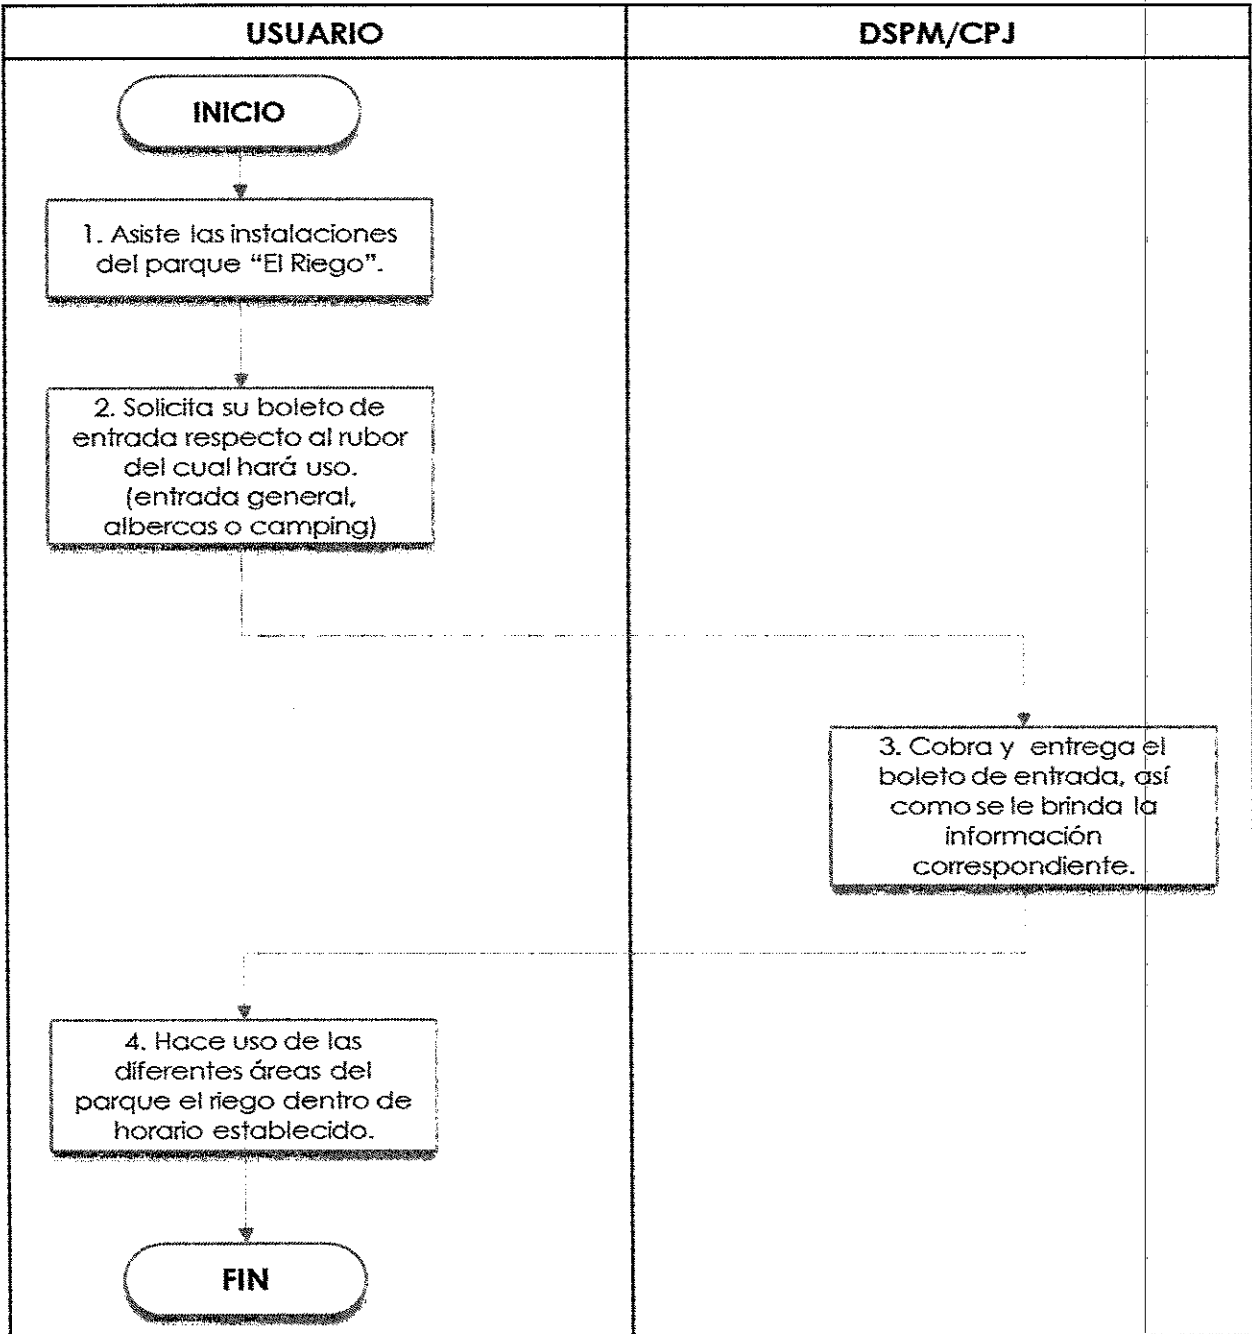 USUARIO
DSPM/CPJ
INICIO
1. Asiste las instalaciones
del parque “El Riego”.
2. Solicita su boleto de
entrada respecto al rubor
del cual hará uso.
(entrada general,
albercas o camping)
3. Cobra y entrega el
boleto de entrada, así
como se le brinda la
información
correspondiente.
4. Hace uso de las
diferentes áreas del
parque el riego dentro de
horario establecido.
FIN